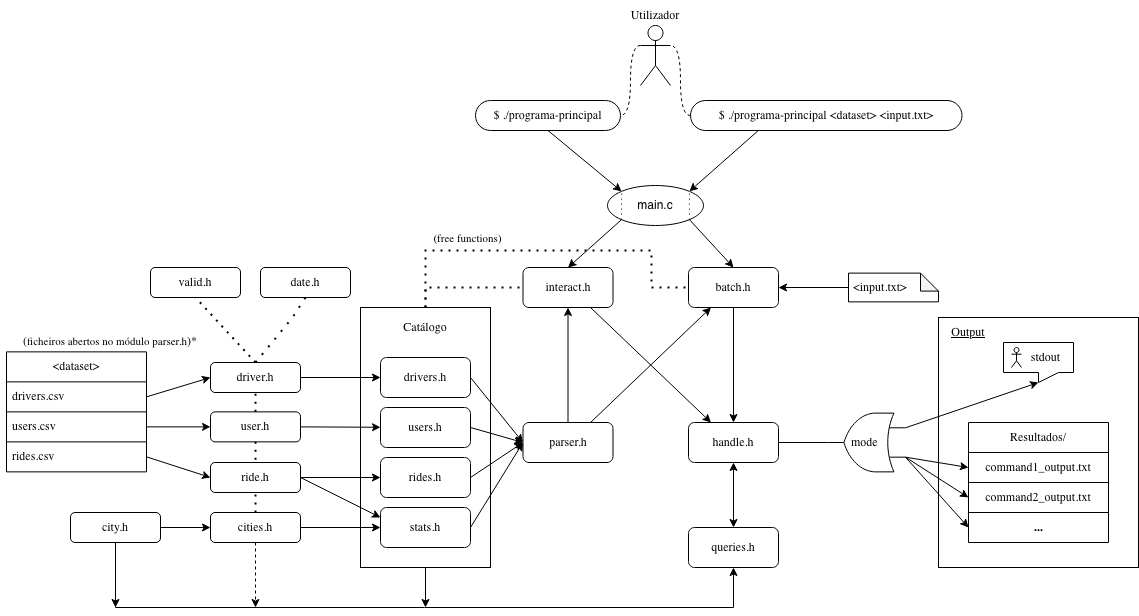 Utilizador
$ ./programa-principal
$ ./programa-principal <dataset> <input.txt>
main.c
(free functions)
valid.h
date.h
interact.h
batch.h
<input.txt>
Catálogo
(ficheiros abertos no módulo parser.h)*
<dataset>
drivers.csv
users.csv
rides.csv
driver.h
user.h
ride.h
city.h
cities.h
drivers.h
users.h
rides.h
stats.h
parser.h
handle.h
queries.h
mode
Output
stdout
Resultados/
command1_output.txt
command2_output.txt
...